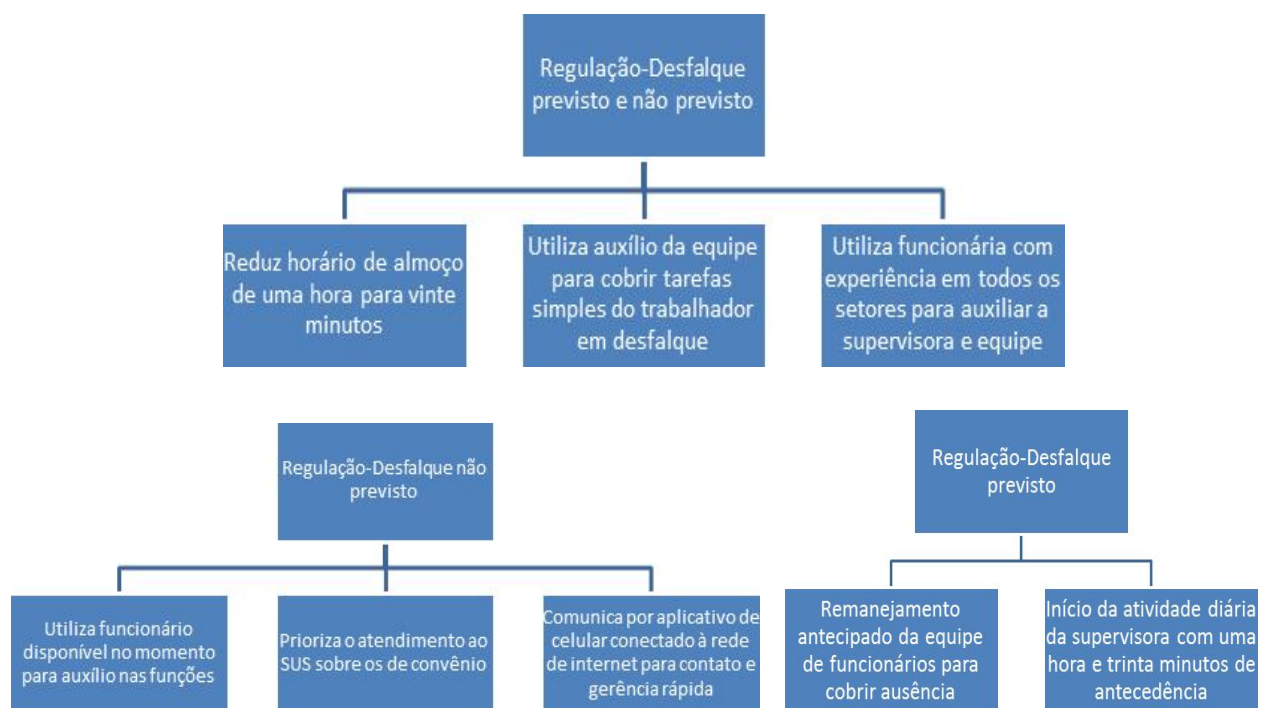 Regulação-Desfalque
previsto e não previsto
Reduz horário de almoço
de uma hora para vinte
minutos
Utiliza auxílio da equipe
para cobrir tarefas
simples do trabalhador
em desfalque
Utiliza funcionária com
experiência em todos os
setores para auxiliar a
supervisora e equipe
Regulação-Desfalque não
previsto
Utiliza funcionário
disponível no momento
para auxílio nas funções
Prioriza o atendimento ao
SUS sobre os de convênio
Comunica por aplicativo de
celular conectado à rede
de internet para contato e
gerência rápida
Regulação-Desfalque
previsto
Remanejamento
antecipado da equipe
de funcionários para
cobrir ausência
Início da atividade diária
da supervisora com uma
hora e trinta minutos de
antecedência